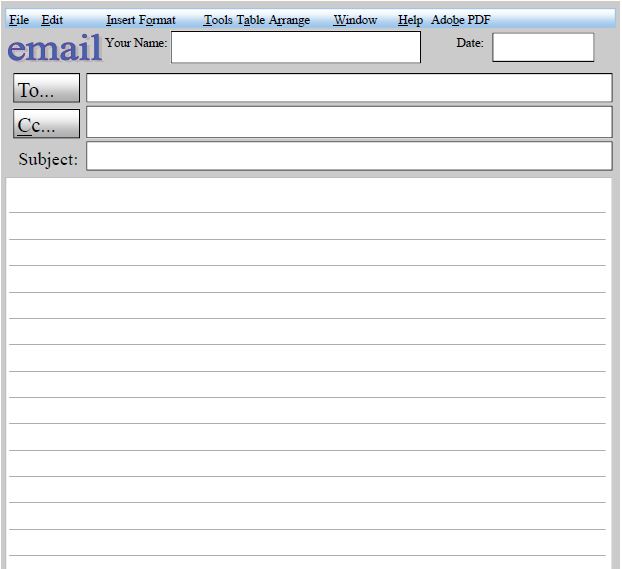 File Edit Insert Format Tools Table Arrange Window Help Adobe PDF
email Your Name: Date:
To...
Cc...
Subject: